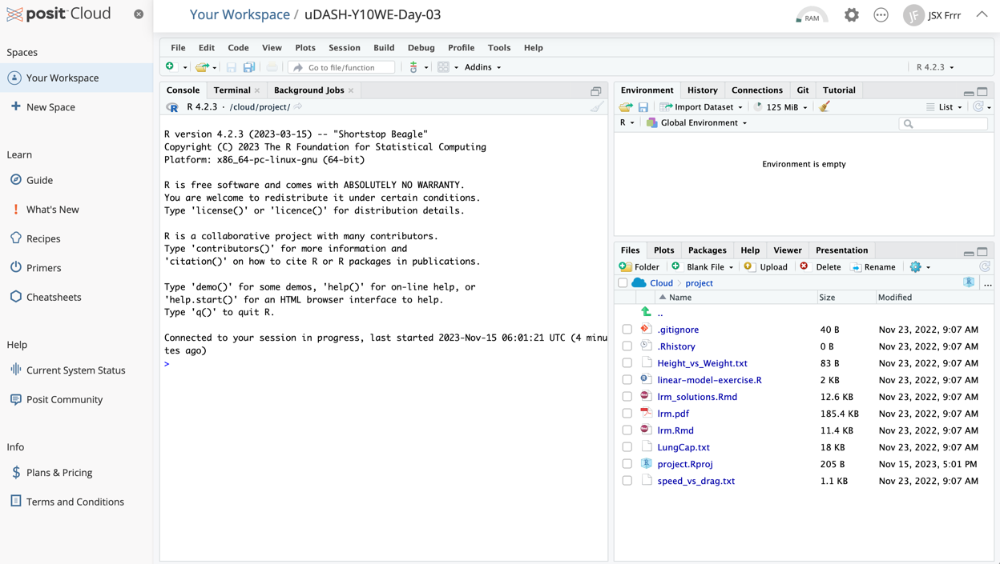 posit Cloud
Your Workspace / uDASH-Y10WE-Day-03
RAM
JF
JSX Frrr
Spaces
Your Workspace
New Space
Learn
Guide
What's New
Recipes
Primers
Cheatsheets
Help
Current System Status
Posit Community
Info
Plans & Pricing
Terms and Conditions
File Edit Code View Plots Session Build Debug Profile Tools Help
Go to file/function
Addins
R 4.2.3
Console Terminal Background Jobs
R 4.2.3 · /cloud/project/
R version 4.2.3 (2023-03-15) -- "Shortstop Beagle"
Copyright (C) 2023 The R Foundation for Statistical Computing
Platform: x86_64-pc-linux-gnu (64-bit)
R is free software and comes with ABSOLUTELY NO WARRANTY.
You are welcome to redistribute it under certain conditions.
Type 'license()' or 'licence()' for distribution details.
R is a collaborative project with many contributors.
Type 'contributors()' for more information and
'citation()' on how to cite R or R packages in publications.
Type 'demo()' for some demos, 'help()' for on-line help, or
'help.start()' for an HTML browser interface to help.
Type 'q()' to quit R.
Connected to your session in progress, last started 2023-Nov-15 06:01:21 UTC (4 minu
tes ago)
>
Environment History Connections Git Tutorial
Import Dataset 125 MiB List
R Global Environment
Environment is empty
Files Plots Packages Help Viewer Presentation
Folder Blank File Upload Delete Rename
Cloud project ...
Name Size Modified
..
.gitignore 40 B Nov 23, 2022, 9:07 AM
.Rhistory 0 B Nov 23, 2022, 9:07 AM
Height_vs_Weight.txt 83 B Nov 23, 2022, 9:07 AM
linear-model-exercise.R 2 KB Nov 23, 2022, 9:07 AM
lrm_solutions.Rmd 12.6 KB Nov 23, 2022, 9:07 AM
lrm.pdf 185.4 KB Nov 23, 2022, 9:07 AM
lrm.Rmd 11.4 KB Nov 23, 2022, 9:07 AM
LungCap.txt 18 KB Nov 23, 2022, 9:07 AM
project.Rproj 205 B Nov 15, 2023, 5:01 PM
speed_vs_drag.txt 1.1 KB Nov 23, 2022, 9:07 AM